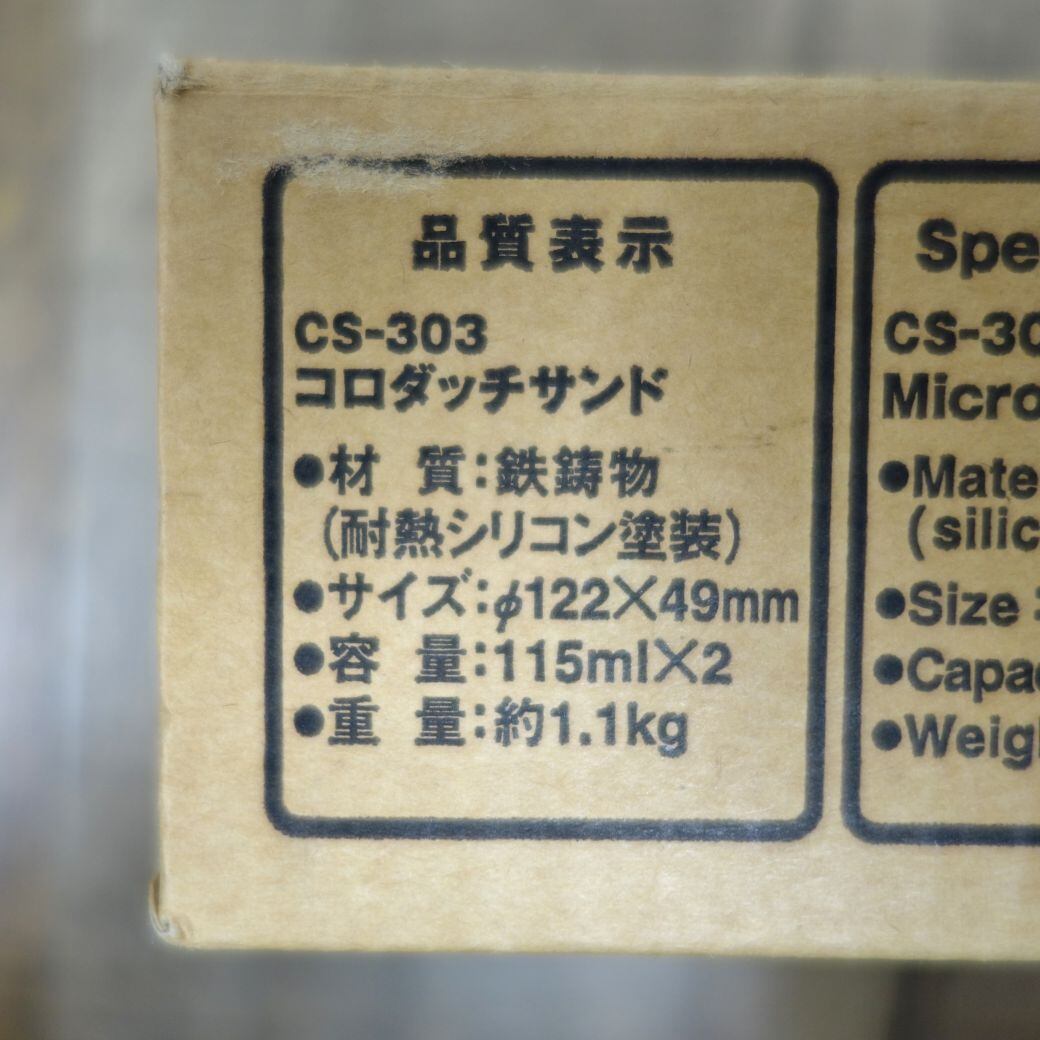 品質表示
CS-303
コロダッチサンド
●材 質:鉄鋳物
(耐熱シリコン塗装)
●サイズ:φ122×49mm
●容 量:115ml×2
●重 量:約1.1kg
Spe
CS-30
Micro
●Mate
(silic
●Size:
●Capac
●Weigh